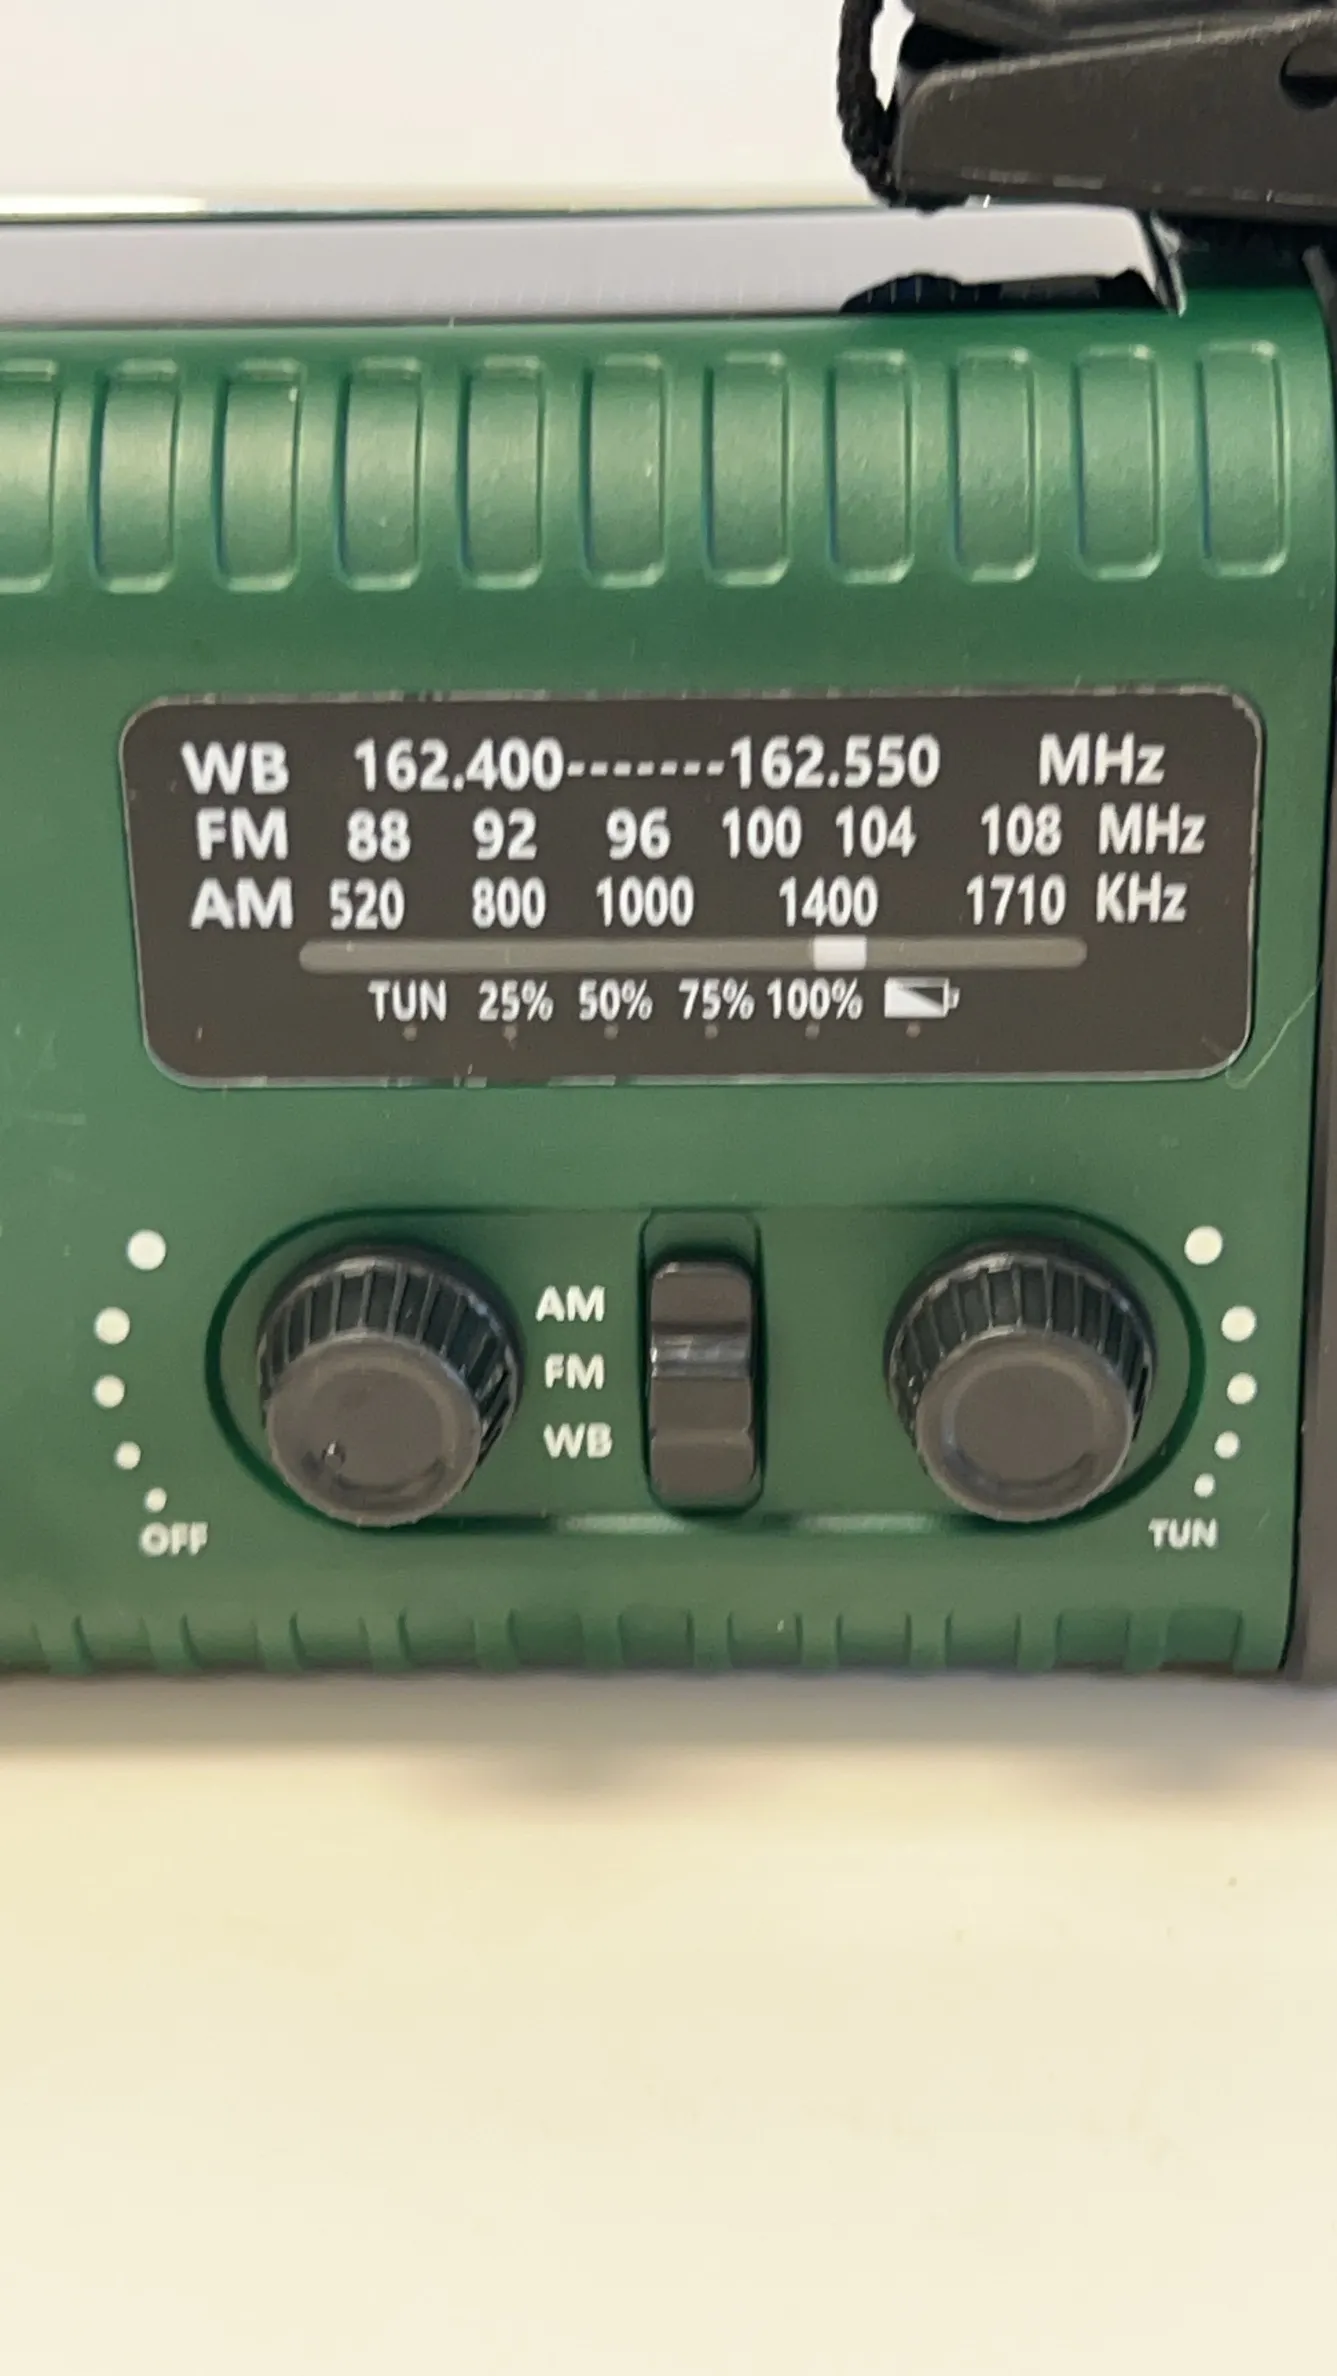 WB 162.400-------162.550 MHz
FM 88 92 96 100 104 108 MHz
AM 520 800 1000 1400 1710 KHz
TUN 25% 50% 75% 100%
AM
FM
WB
OFF
TUN